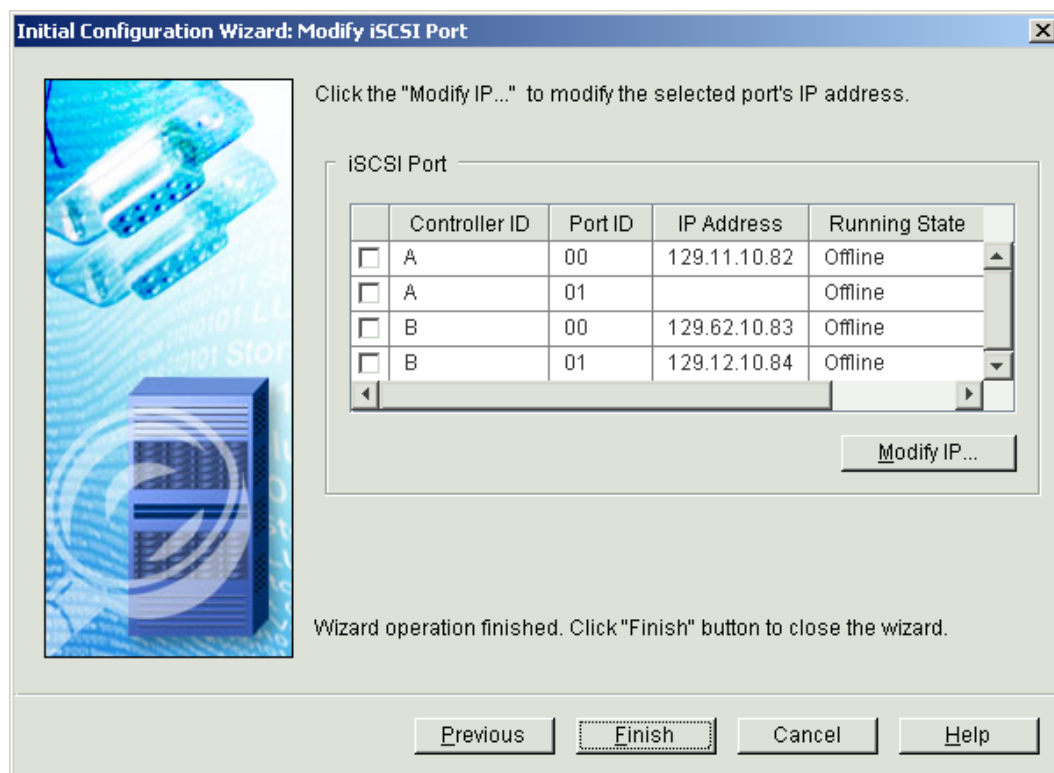 Initial Configuration Wizard: Modify iSCSI Port
Click the "Modify IP..." to modify the selected port's IP address.
iSCSI Port
Controller ID Port ID IP Address Running State
A 00 129.11.10.82 Offline
A 01 Offline
B 00 129.62.10.83 Offline
B 01 129.12.10.84 Offline
Modify IP...
Wizard operation finished. Click "Finish" button to close the wizard.
Previous Finish Cancel Help